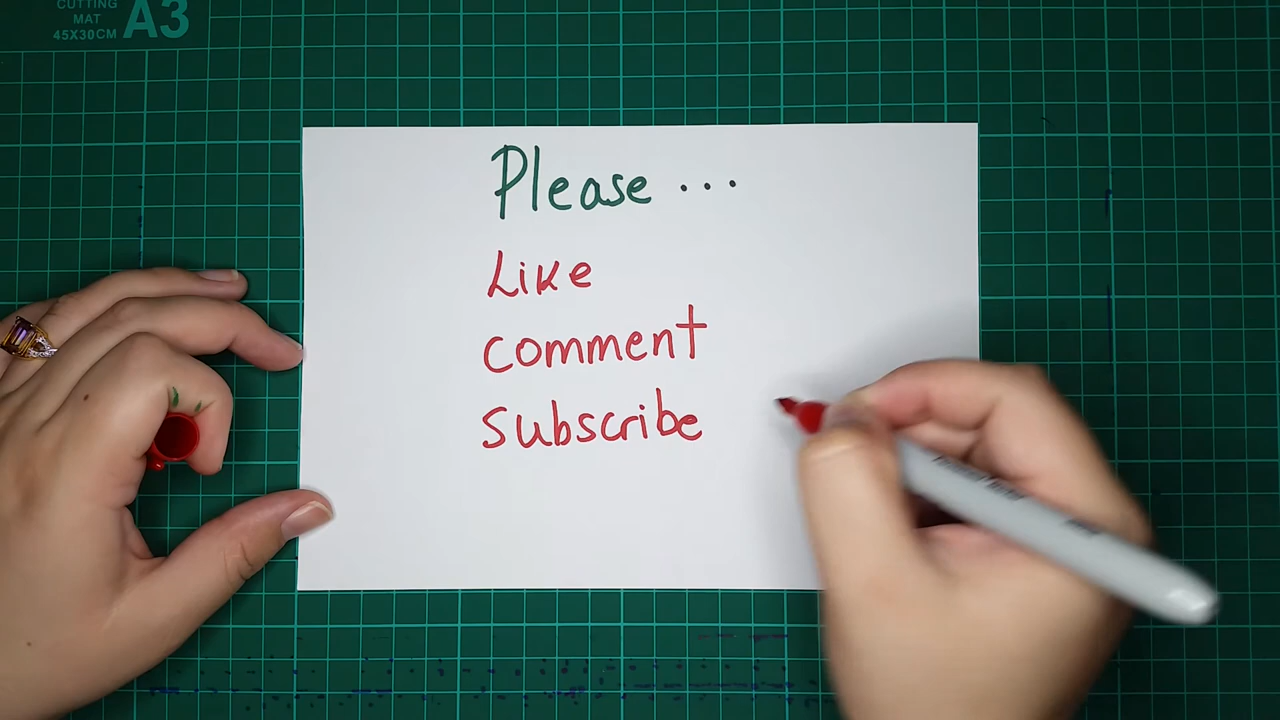 CUTTING
MAT A3
45X30CM
Please ...
Like
comment
Subscribe